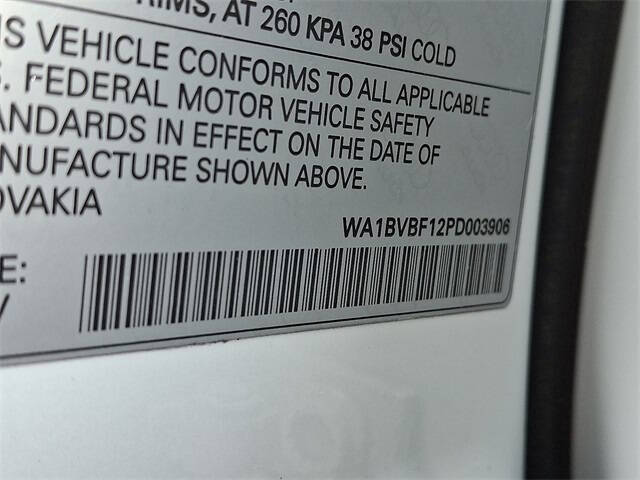 RIMS, AT 260 KPA 38 PSI COLD
IS VEHICLE CONFORMS TO ALL APPLICABLE
S. FEDERAL MOTOR VEHICLE SAFETY
ANDARDS IN EFFECT ON THE DATE OF
ANUFACTURE SHOWN ABOVE.
OVAKIA
WA1BVBF12PD003906
E: